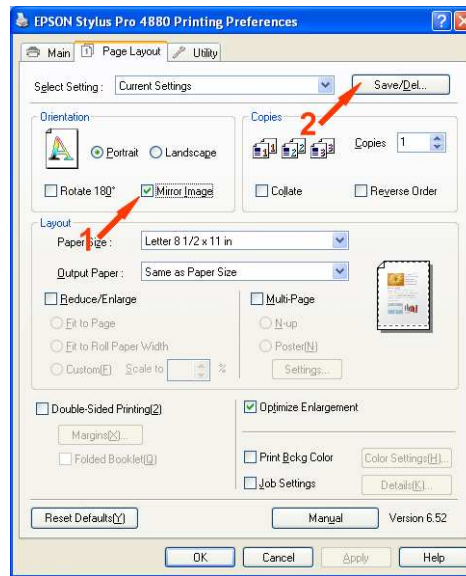 EPSON Stylus Pro 4880 Printing Preferences
Main Page Layout Utility
Select Setting : Current Settings Save/Del...
2
Orientation Copies
Portrait Landscape Copies 1
Rotate 180° Mirror Image Collate Reverse Order
1
Layout
Paper Size : Letter 8 1/2 x 11 in
Output Paper : Same as Paper Size
Reduce/Enlarge Multi-Page
Fit to Page N-up
Fit to Roll Paper Width Poster(N)
Custom(F) Scale to % Settings...
Double-Sided Printing(2) Optimize Enlargement
Margins(X)...
Folded Booklet(Q) Print Bckg Color Color Settings(H)...
Job Settings Details(K)...
Reset Defaults(Y) Manual Version 6.52
OK Cancel Apply Help